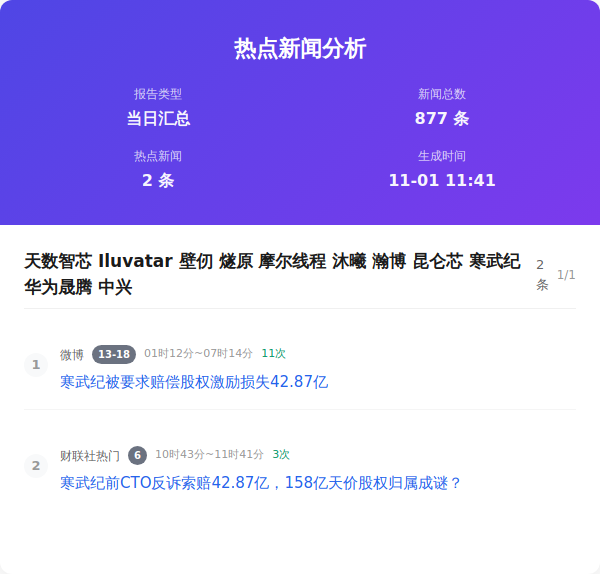 热点新闻分析
报告类型
新闻总数
当日汇总
877 条
热点新闻
生成时间
2 条
11-01 11:41
天数智芯 Iluvatar 壁仞 燧原 摩尔线程 沐曦 瀚博 昆仑芯 寒武纪
华为晟腾 中兴
2
条
1/1
1
微博 13-18 01时12分~07时14分 11次
寒武纪被要求赔偿股权激励损失42.87亿
2
财联社热门 6 10时43分~11时41分 3次
寒武纪前CTO反诉索赔42.87亿，158亿天价股权归属成谜？